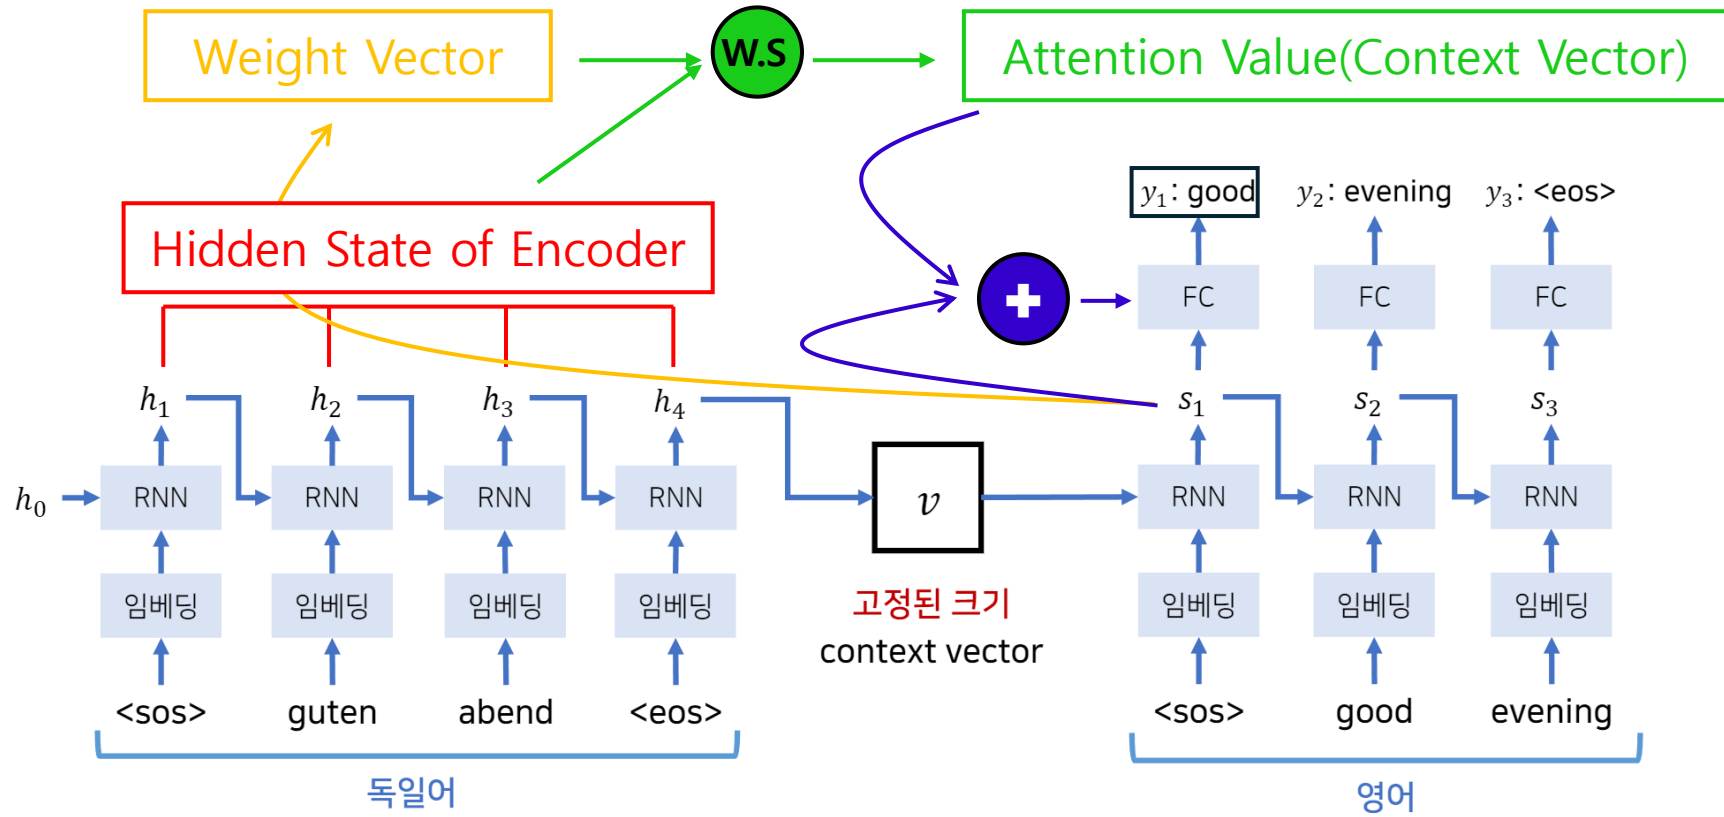 Weight Vector
W.S
Attention Value(Context Vector)
Hidden State of Encoder
y₁: good
y₂: evening
y₃: <eos>
FC
FC
FC
h₁
h₂
h₃
h₄
s₁
s₂
s₃
h₀
RNN
RNN
RNN
RNN
v
RNN
RNN
RNN
임베딩
임베딩
임베딩
임베딩
고정된 크기
context vector
임베딩
임베딩
임베딩
<sos>
guten
abend
<eos>
<sos>
good
evening
독일어
영어